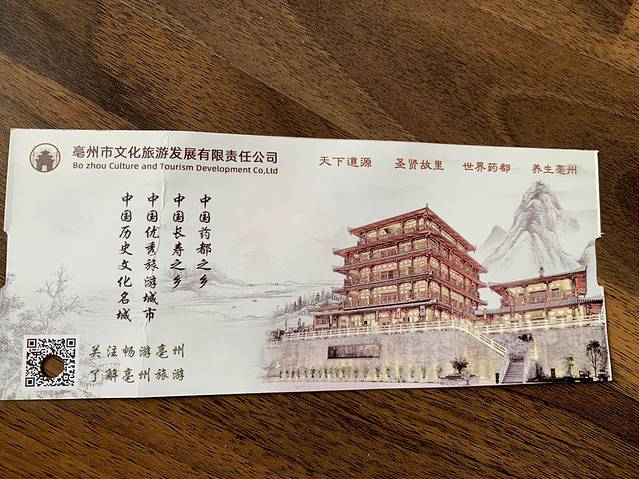 亳州市文化旅游发展有限责任公司
Bo zhou Culture and Tourism Development Co,Ltd
天下道源 圣贤故里 世界药都 养生亳州
中国药都之乡
中国长寿之乡
中国优秀旅游城市
中国历史文化名城
关注畅游亳州
了解亳州旅游